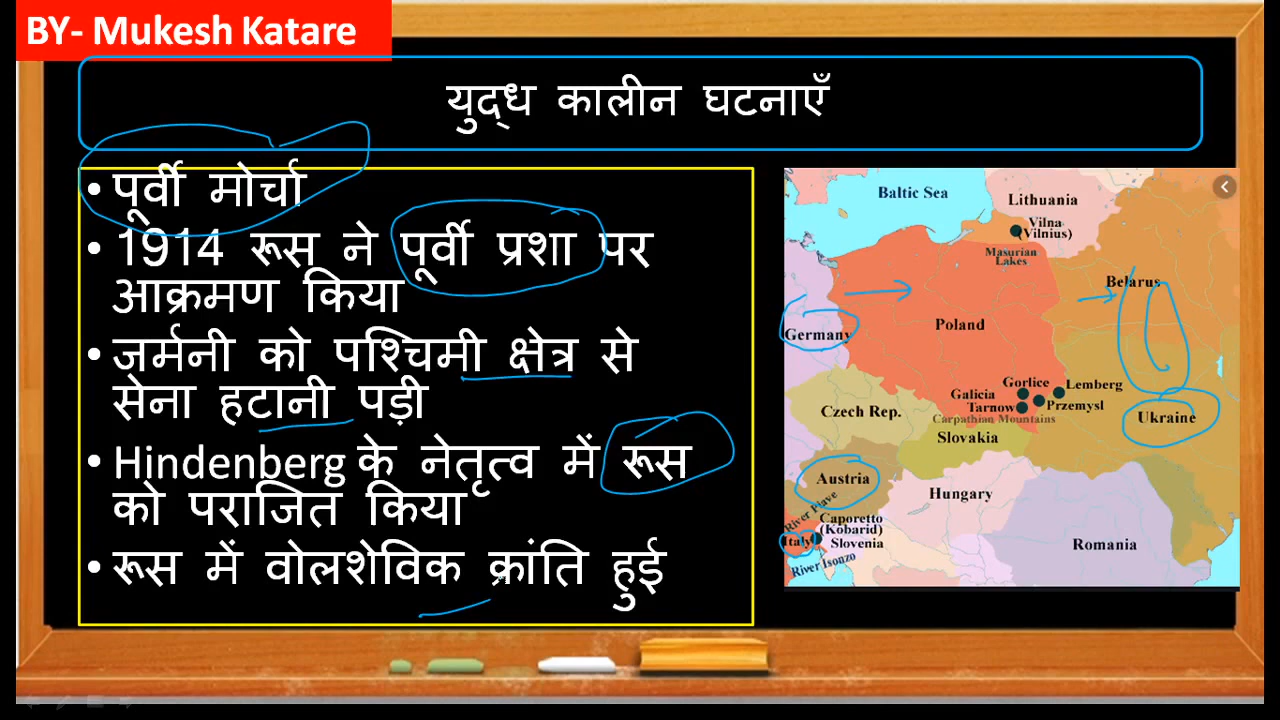 BY- Mukesh Katare
युद्ध कालीन घटनाएँ
• पूर्वी मोर्चा
• 1914 रूस ने पूर्वी प्रशा पर
आक्रमण किया
• जर्मनी को पश्चिमी क्षेत्र से
सेना हटानी पड़ी
• Hindenberg के नेतृत्व में रूस
को पराजित किया
• रूस में वोलशेविक क्रांति हुई
Baltic Sea
Lithuania
Vilna
(Vilnius)
Masurian
Lakes
Belarus
Poland
Germany
Gorlice
Lemberg
Galicia
Tarnow
Przemysl
Carpathian Mountains
Czech Rep.
Ukraine
Slovakia
Austria
Hungary
River Piave
Caporetto
(Kobarid)
Italy
Slovenia
River Isonzo
Romania